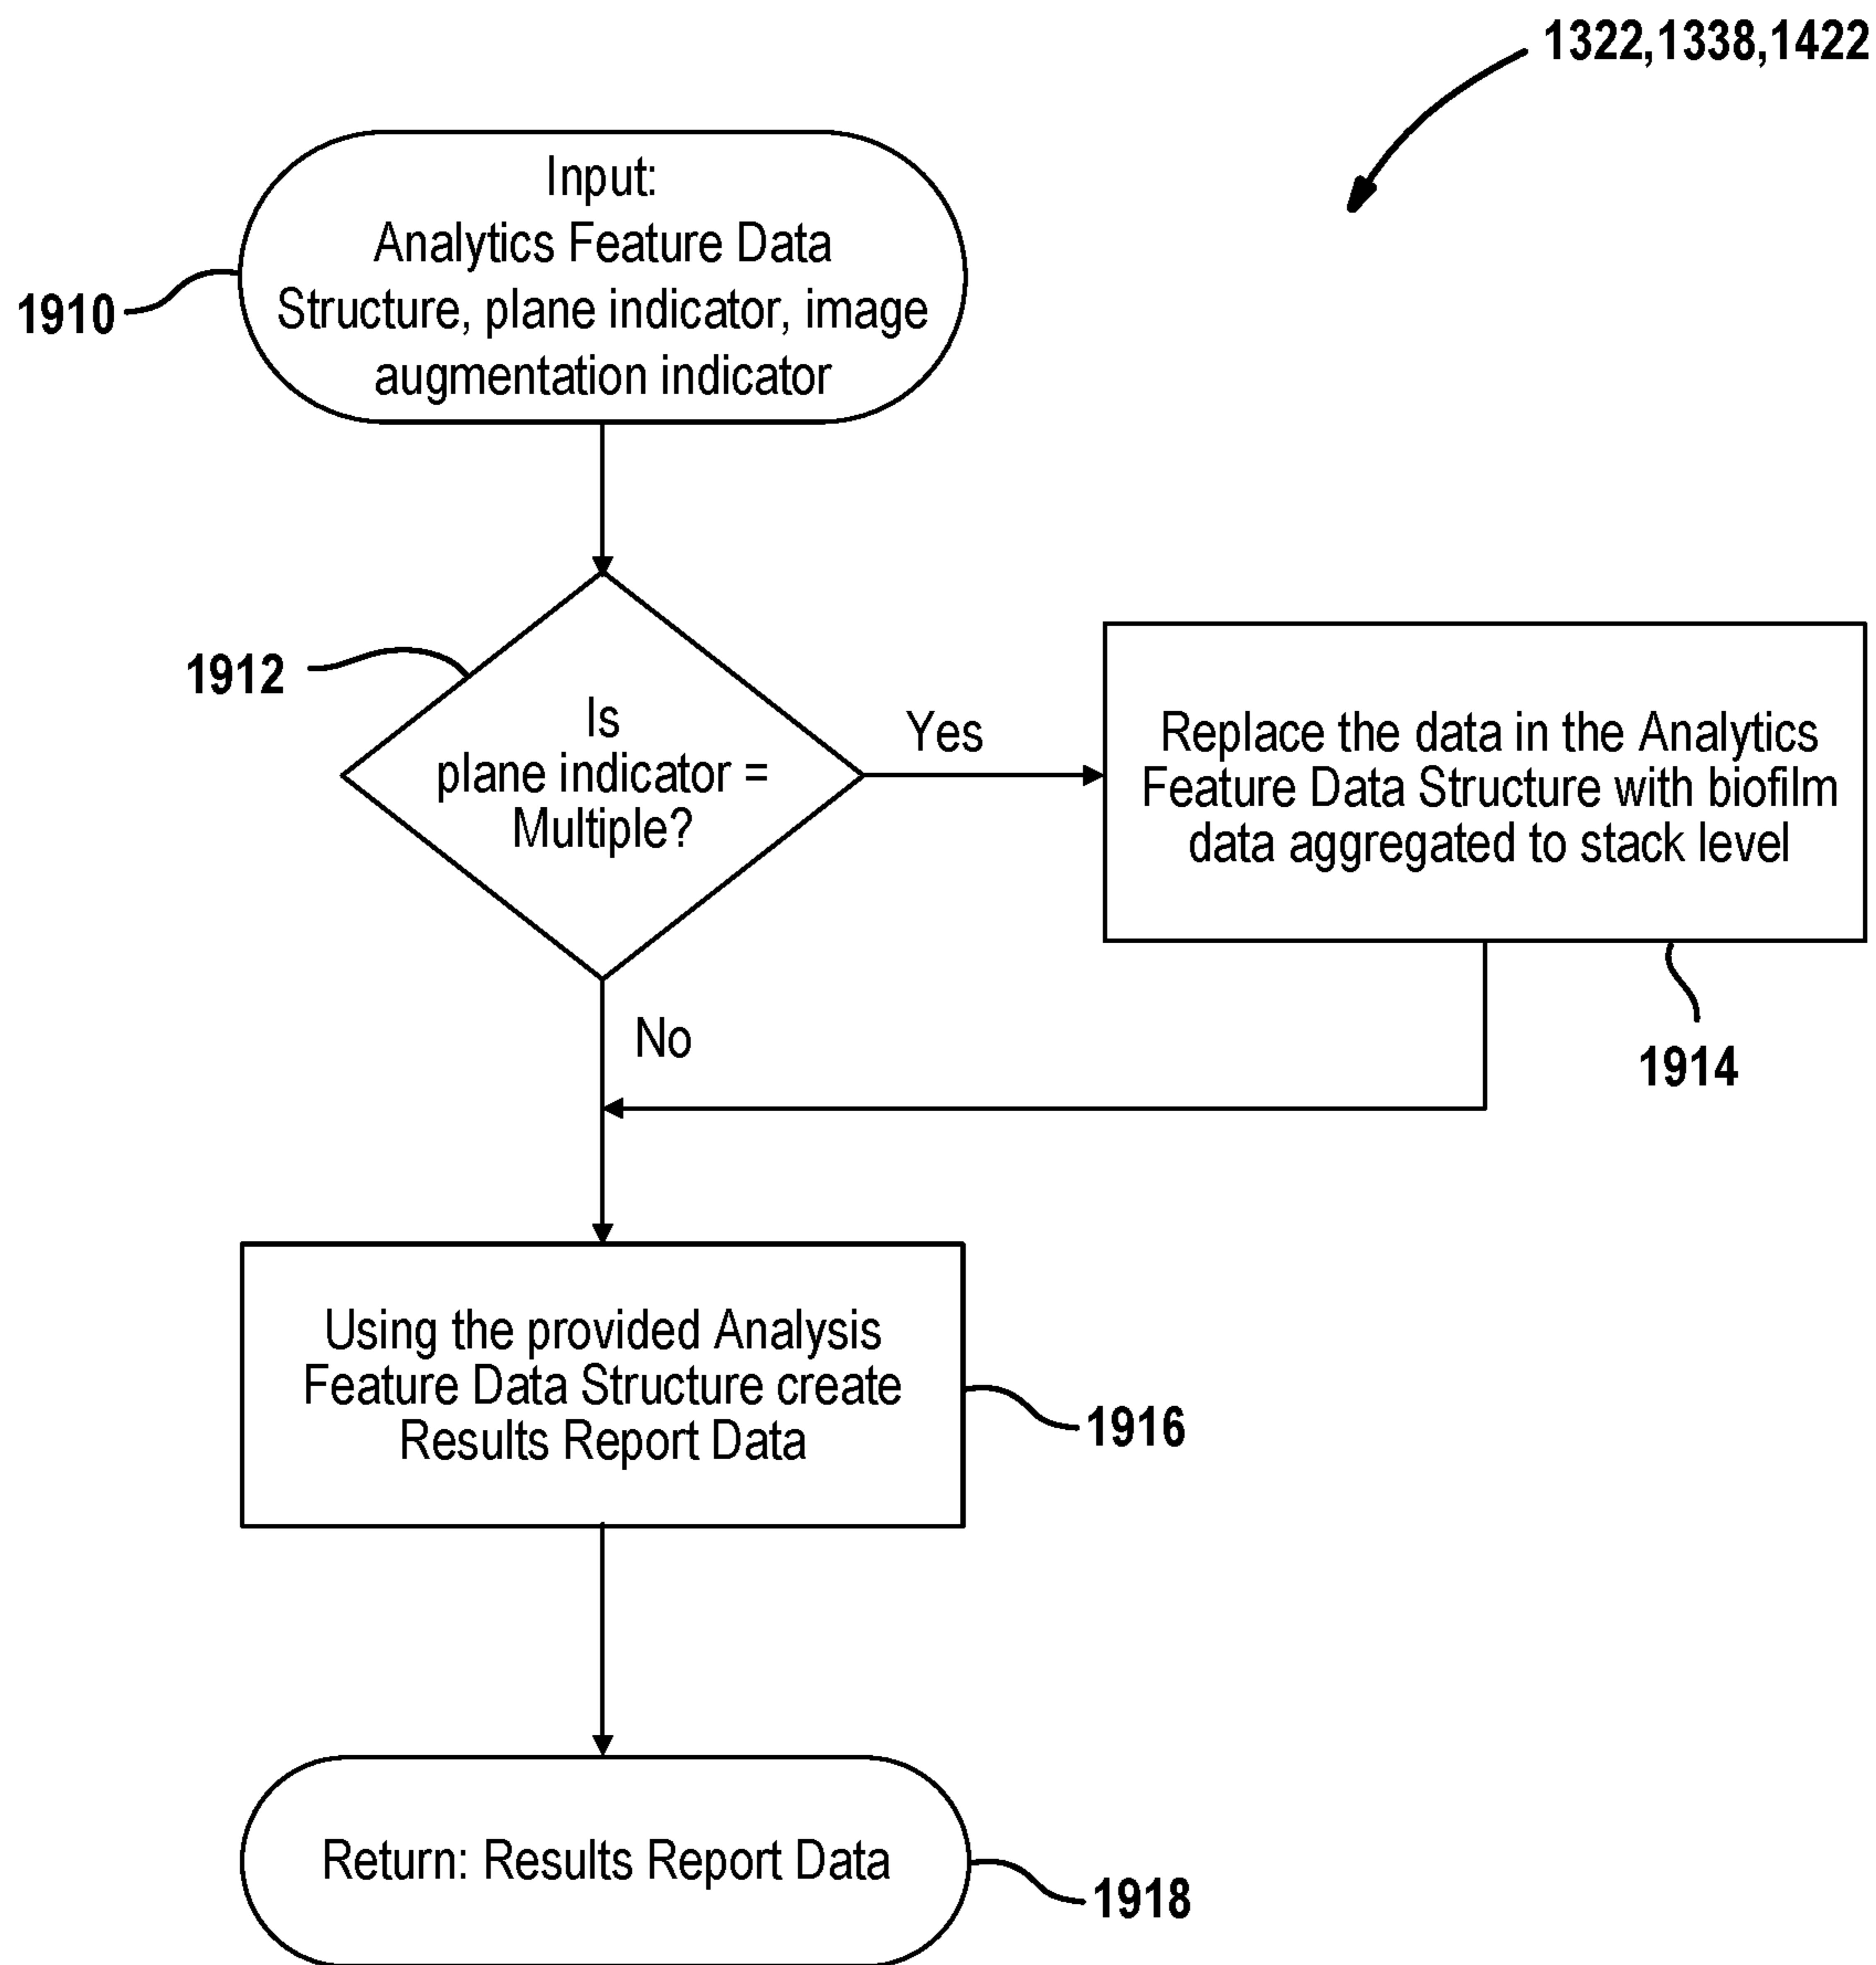 1322,1338,1422
Input:
Analytics Feature Data
Structure, plane indicator, image
augmentation indicator
1910
1912
Is
plane indicator =
Multiple?
Yes
Replace the data in the Analytics
Feature Data Structure with biofilm
data aggregated to stack level
No
1914
Using the provided Analysis
Feature Data Structure create
Results Report Data
1916
Return: Results Report Data
1918